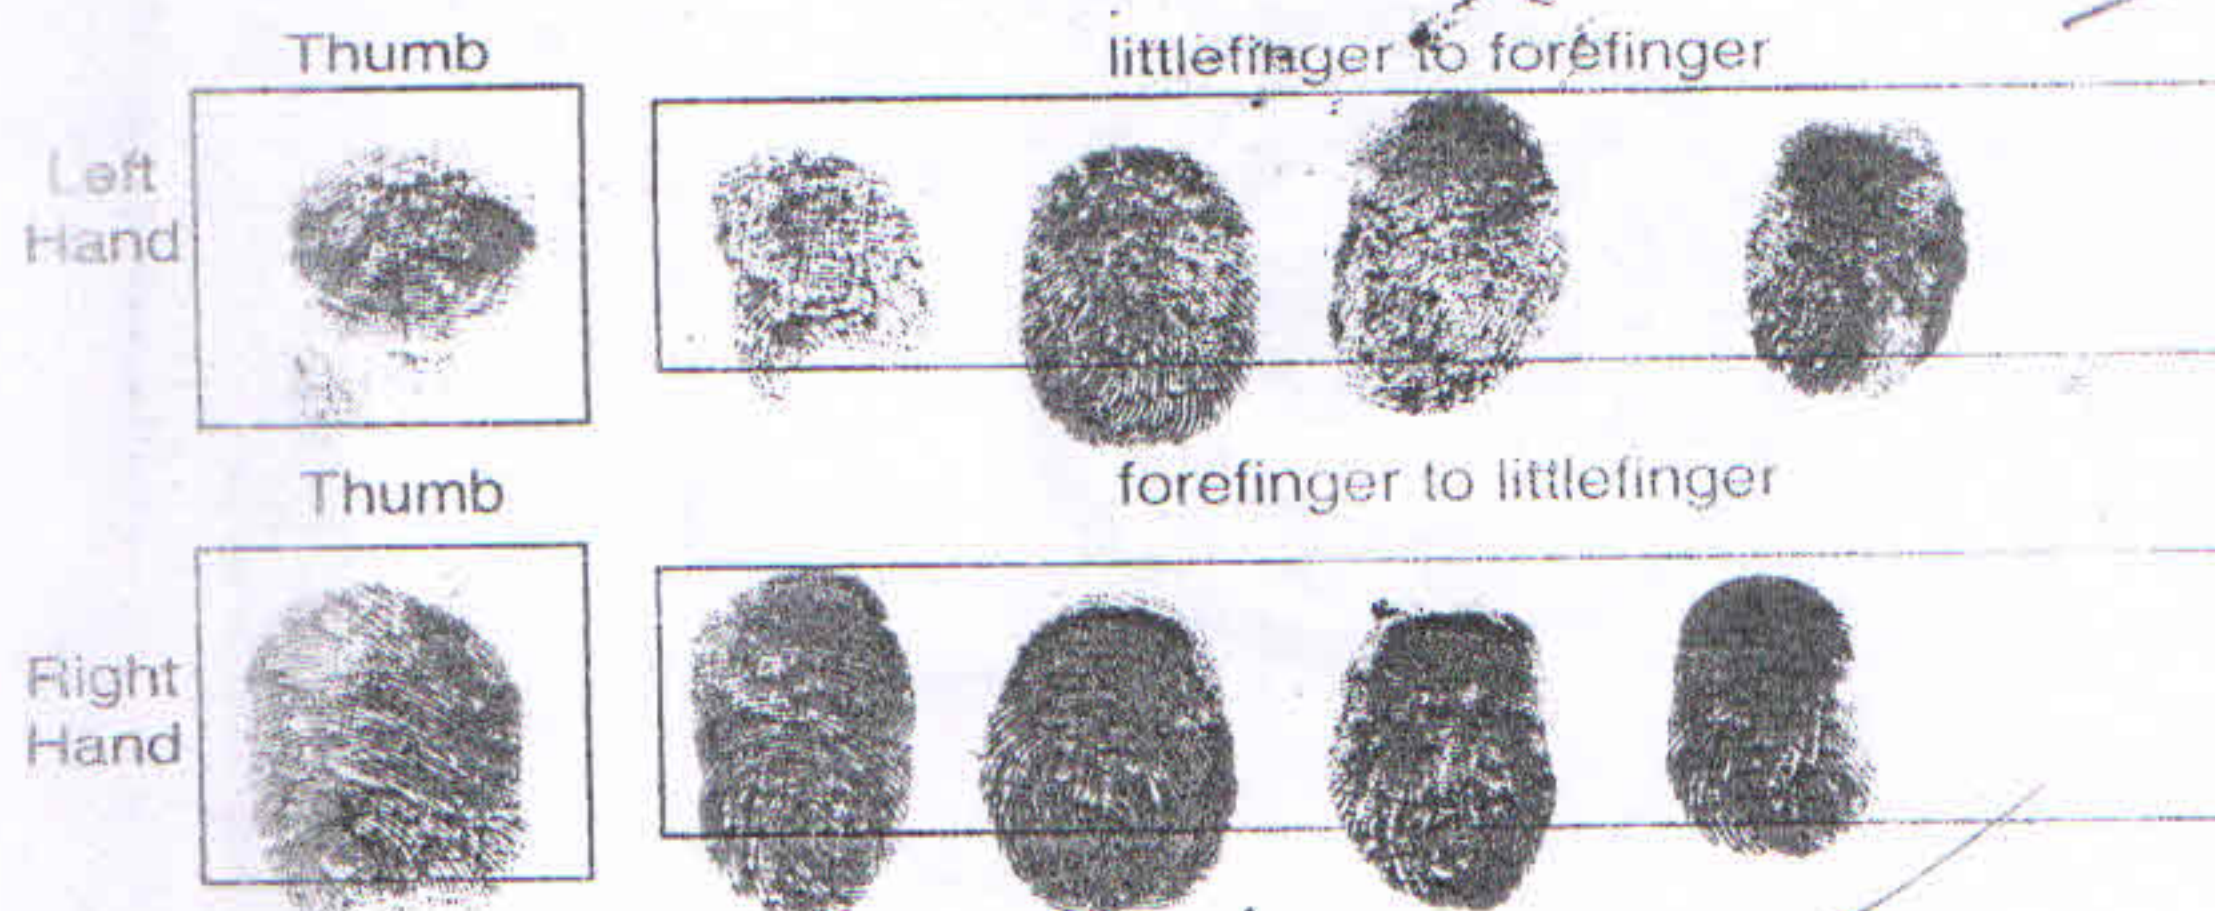 Thumb
littlefinger to forefinger
Left
Hand
Thumb
forefinger to littlefinger
Right
Hand